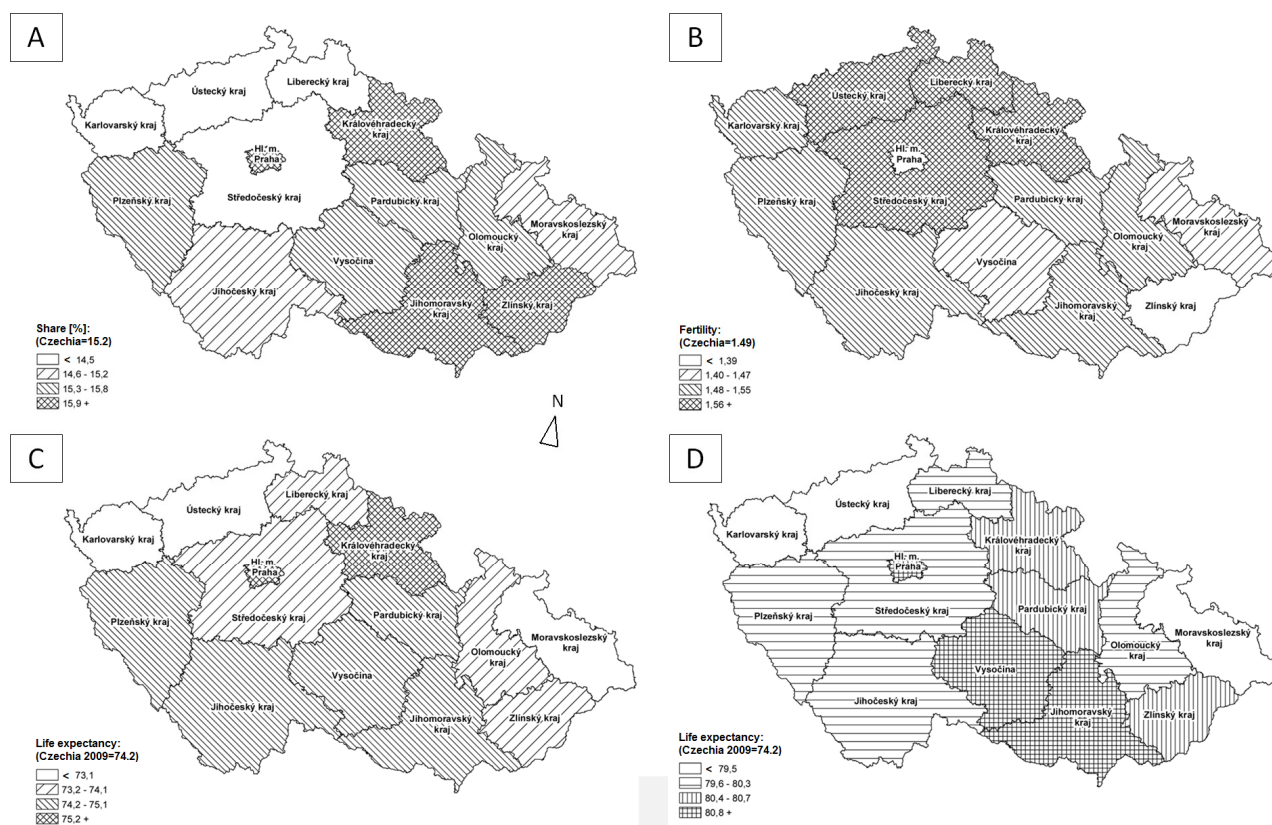 A
Liberecký kraj
Ústecký kraj
Karlovarský kraj
Královéhradecký
kraj
Hl. m.
Praha
Středočeský kraj
Plzeňský kraj
Pardubický kraj
Moravskoslezský
kraj
Olomoucký
kraj
Vysočina
Jihočeský kraj
Jihomoravský
kraj
Zlínský kraj
Share [%]:
(Czechia=15.2)
< 14,5
14,6 - 15,2
15,3 - 15,8
15,9 +
B
Liberecký kraj
Ústecký kraj
Karlovarský kraj
Královéhradecký
kraj
Hl. m.
Praha
Středočeský kraj
Plzeňský kraj
Pardubický kraj
Moravskoslezský
kraj
Olomoucký
kraj
Vysočina
Jihočeský kraj
Jihomoravský
kraj
Zlínský kraj
Fertility:
(Czechia=1.49)
< 1,39
1,40 - 1,47
1,48 - 1,55
1,56 +
N
C
Liberecký kraj
Ústecký kraj
Karlovarský kraj
Královéhradecký
kraj
Hl. m.
Praha
Středočeský kraj
Plzeňský kraj
Pardubický kraj
Moravskoslezský kraj
Olomoucký
kraj
Vysočina
Jihočeský kraj
Jihomoravský
kraj
Zlínský kraj
Life expectancy:
(Czechia 2009=74.2)
< 73,1
73,2 - 74,1
74,2 - 75,1
75,2 +
D
Liberecký kraj
Ústecký kraj
Karlovarský kraj
Královéhradecký
kraj
Hl. m.
Praha
Středočeský kraj
Plzeňský kraj
Pardubický kraj
Moravskoslezský
kraj
Olomoucký
kraj
Vysočina
Jihočeský kraj
Jihomoravský
kraj
Zlínský kraj
Life expectancy:
(Czechia 2009=74.2)
< 79,5
79,6 - 80,3
80,4 - 80,7
80,8 +